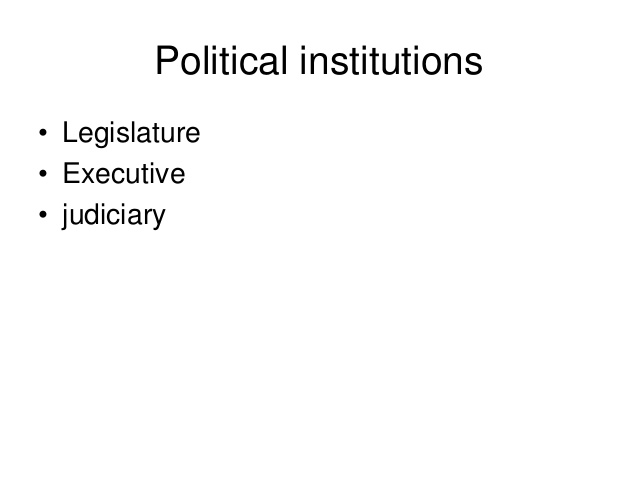 Political institutions
• Legislature
• Executive
• judiciary